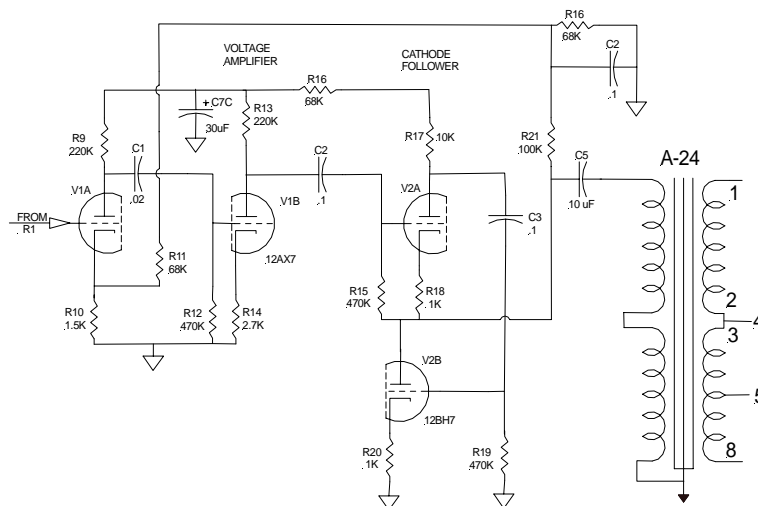 R16
68K
C2
.1
VOLTAGE
AMPLIFIER
CATHODE
FOLLOWER
R16
68K
+ C7C
30uF
R13
220K
R17
.10K
R21
100K
R9
220K
C1
.02
C2
.1
C5
.10 uF
A-24
1
V1A
V1B
V2A
C3
.1
FROM
R1
12AX7
R11
68K
R15
470K
R18
.1K
2
R10
1.5K
R12
470K
R14
2.7K
3
4
V2B
12BH7
5
R20
.1K
R19
470K
8